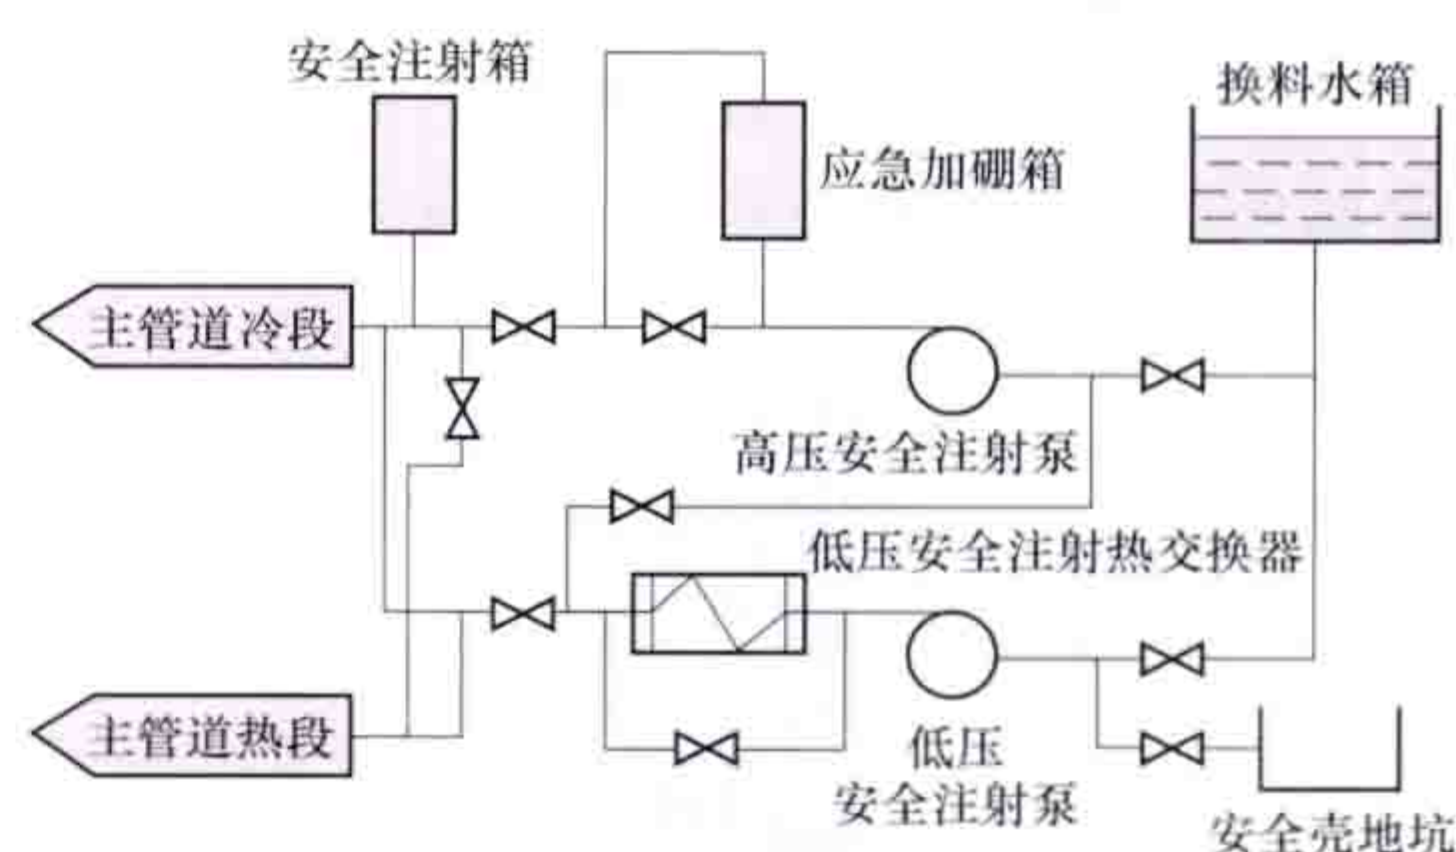 安全注射箱
换料水箱
应急加硼箱
主管道冷段
高压安全注射泵
低压安全注射热交换器
主管道热段
低压
安全注射泵
安全壳地坑